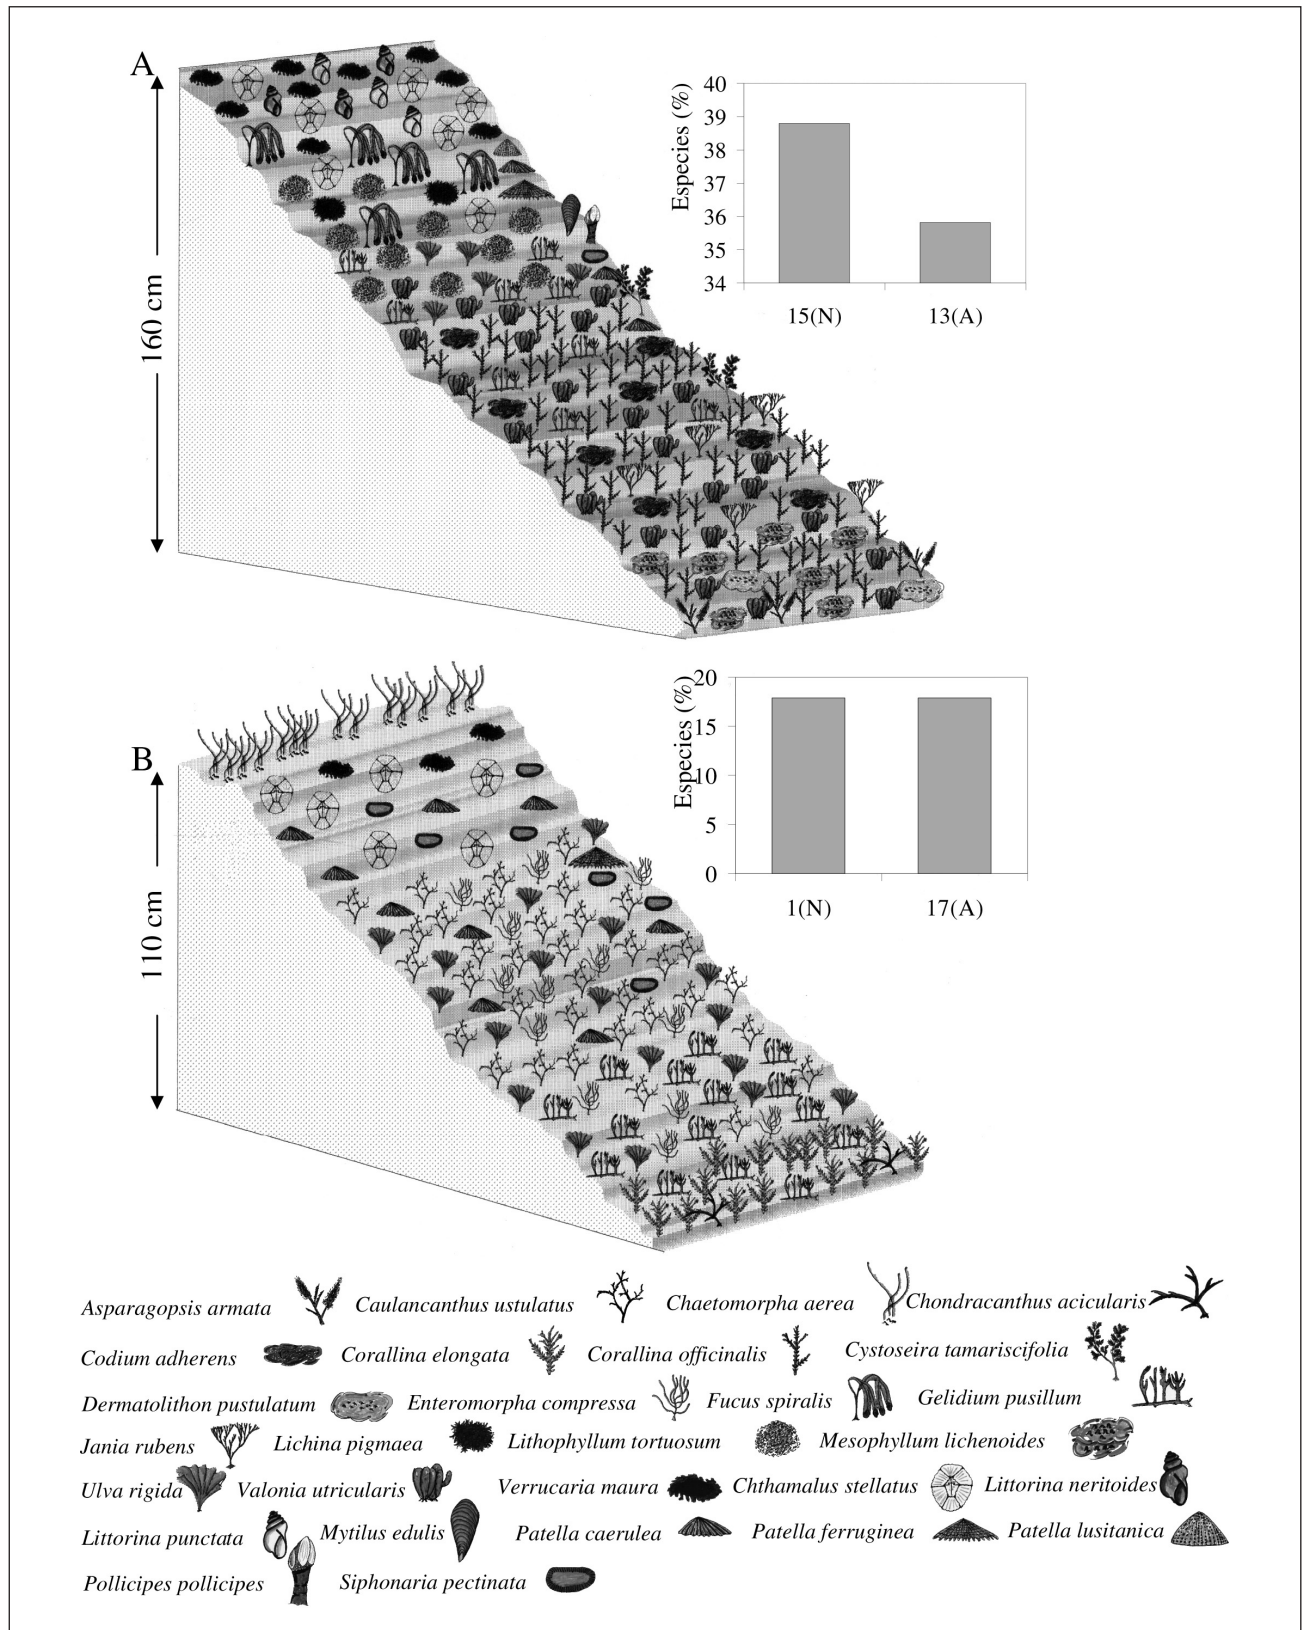 A
160 cm
Especies (%)
40
39
38
37
36
35
34
15(N)
13(A)
B
110 cm
Especies (%)
20
15
10
5
0
1(N)
17(A)
Asparagopsis armata Caulancanthus ustulatus Chaetomorpha aerea Chondracanthus acicularis
Codium adherens Corallina elongata Corallina officinalis Cystoseira tamariscifolia
Dermatolithon pustulatum Enteromorpha compressa Fucus spiralis Gelidium pusillum
Jania rubens Lichina pigmaea Lithophyllum tortuosum Mesophyllum lichenoides
Ulva rigida Valonia utricularis Verrucaria maura Chthamalus stellatus Littorina neritoides
Littorina punctata Mytilus edulis Patella caerulea Patella ferruginea Patella lusitanica
Pollicipes pollicipes Siphonaria pectinata